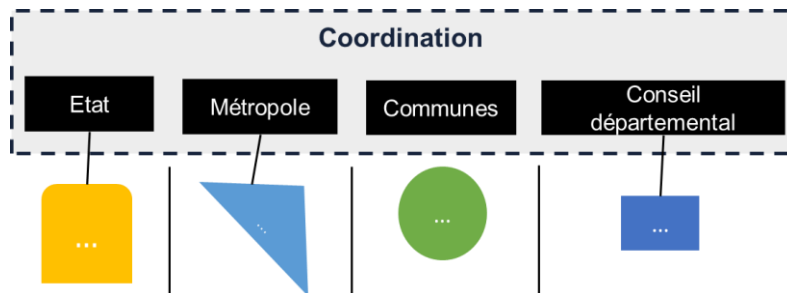 Coordination
Etat
Métropole
Communes
Conseil
départemental
...
...
...
...